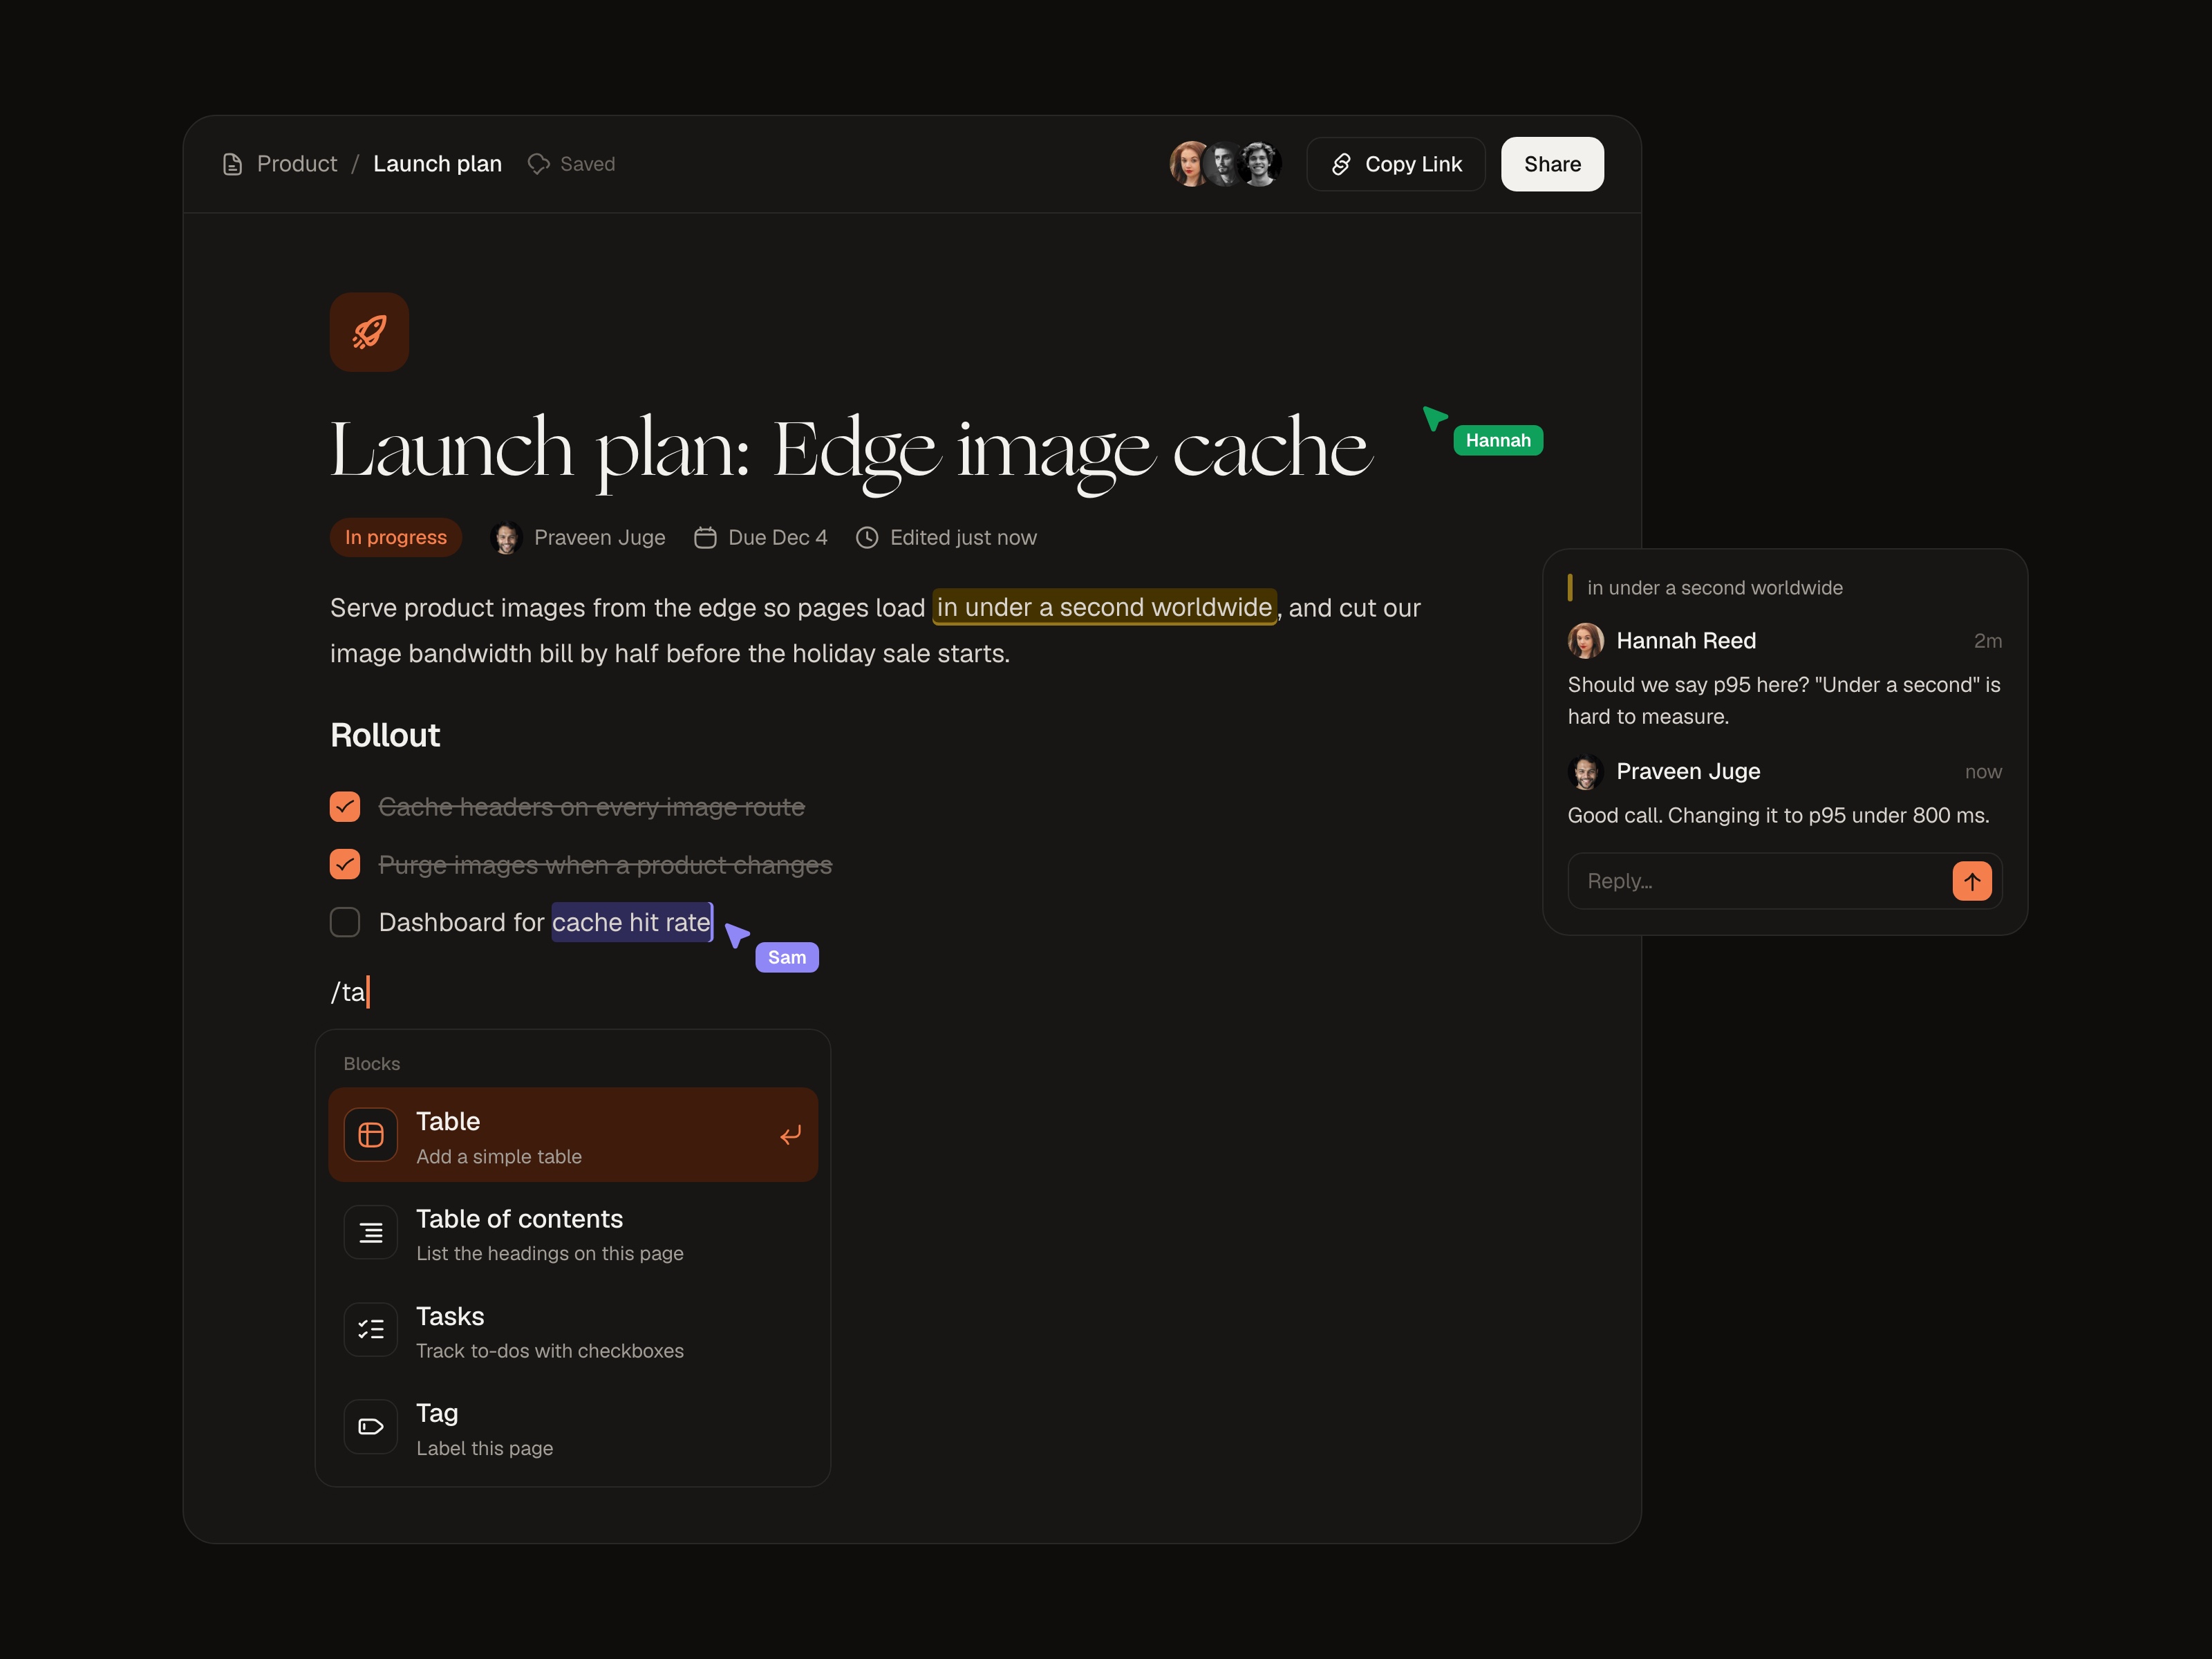 Product / Launch plan Saved
Copy Link
Share
Launch plan: Edge image cache
Hannah
In progress Praveen Juge Due Dec 4 Edited just now
Serve product images from the edge so pages load in under a second worldwide, and cut our
image bandwidth bill by half before the holiday sale starts.
Rollout
Cache headers on every image route
Purge images when a product changes
Dashboard for cache hit rate
Sam
/ta
Blocks
Table
Add a simple table
Table of contents
List the headings on this page
Tasks
Track to-dos with checkboxes
Tag
Label this page
in under a second worldwide
Hannah Reed 2m
Should we say p95 here? "Under a second" is
hard to measure.
Praveen Juge now
Good call. Changing it to p95 under 800 ms.
Reply...